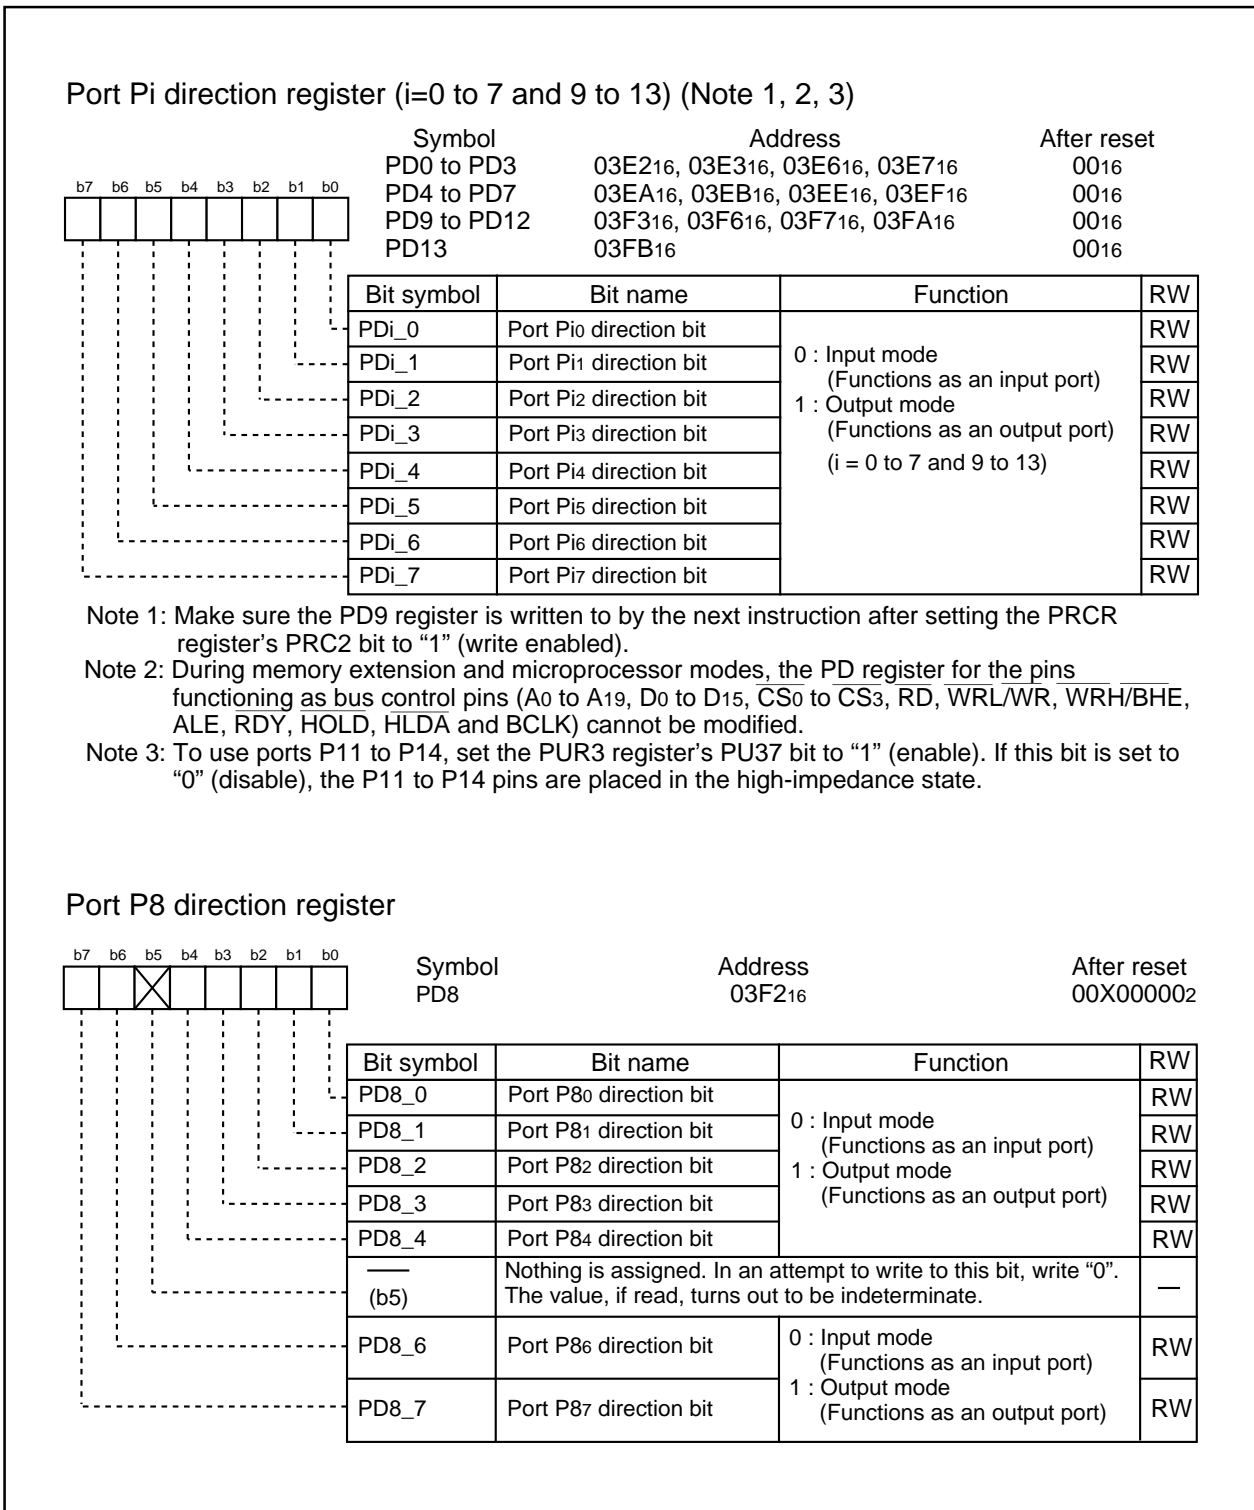 Port Pi direction register (i=0 to 7 and 9 to 13) (Note 1, 2, 3)
Symbol Address After reset
PD0 to PD3 03E216, 03E316, 03E616, 03E716 0016
PD4 to PD7 03EA16, 03EB16, 03EE16, 03EF16 0016
PD9 to PD12 03F316, 03F616, 03F716, 03FA16 0016
PD13 03FB16 0016
b7 b6 b5 b4 b3 b2 b1 b0
Bit symbol Bit name Function RW
PDi_0 Port Pi0 direction bit RW
PDi_1 Port Pi1 direction bit RW
PDi_2 Port Pi2 direction bit RW
PDi_3 Port Pi3 direction bit RW
PDi_4 Port Pi4 direction bit RW
PDi_5 Port Pi5 direction bit RW
PDi_6 Port Pi6 direction bit RW
PDi_7 Port Pi7 direction bit RW
0 : Input mode
(Functions as an input port)
1 : Output mode
(Functions as an output port)
(i = 0 to 7 and 9 to 13)
Note 1: Make sure the PD9 register is written to by the next instruction after setting the PRCR
register’s PRC2 bit to “1” (write enabled).
Note 2: During memory extension and microprocessor modes, the PD register for the pins
functioning as bus control pins (A0 to A19, D0 to D15, CS0 to CS3, RD, WRL/WR, WRH/BHE,
ALE, RDY, HOLD, HLDA and BCLK) cannot be modified.
Note 3: To use ports P11 to P14, set the PUR3 register’s PU37 bit to “1” (enable). If this bit is set to
“0” (disable), the P11 to P14 pins are placed in the high-impedance state.
Port P8 direction register
b7 b6 b5 b4 b3 b2 b1 b0
Symbol Address After reset
PD8 03F216 00X000002
Bit symbol Bit name Function RW
PD8_0 Port P80 direction bit RW
PD8_1 Port P81 direction bit RW
PD8_2 Port P82 direction bit RW
PD8_3 Port P83 direction bit RW
PD8_4 Port P84 direction bit RW
0 : Input mode
(Functions as an input port)
1 : Output mode
(Functions as an output port)
— Nothing is assigned. In an attempt to write to this bit, write “0”.
(b5) The value, if read, turns out to be indeterminate. —
PD8_6 Port P86 direction bit RW
PD8_7 Port P87 direction bit RW
0 : Input mode
(Functions as an input port)
1 : Output mode
(Functions as an output port)